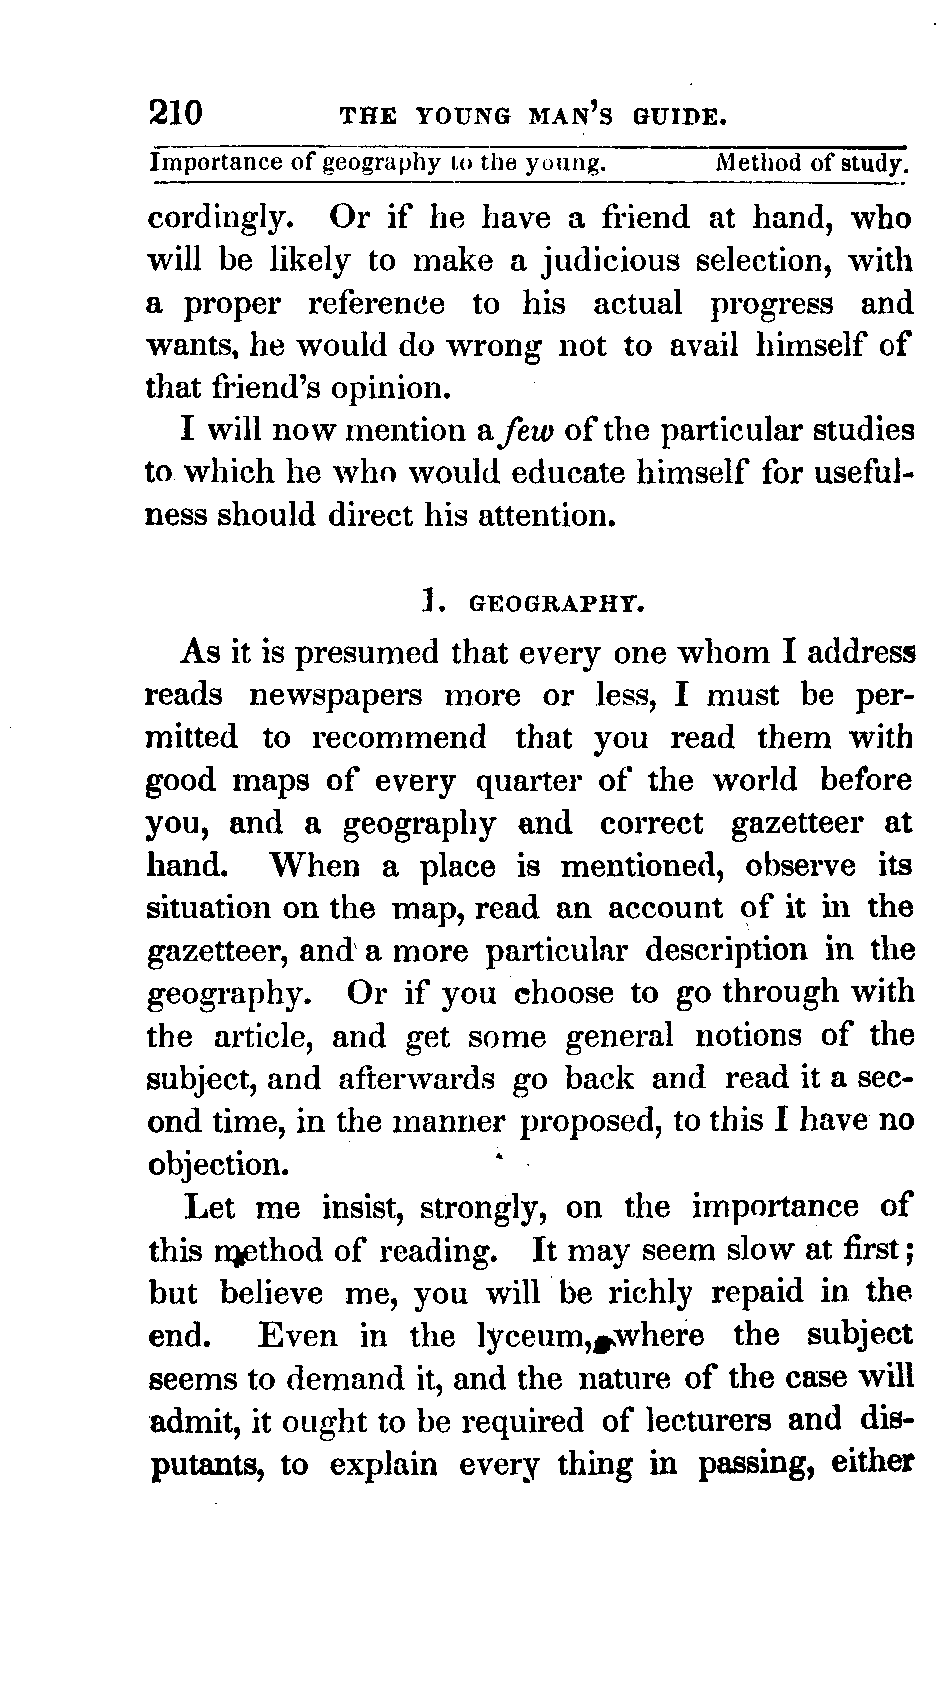 210 THE YOUNG MAN'S GUIDE.
Importance of geography to the young. Method of study.
cordingly. Or if he have a friend at hand, who
will be likely to make a judicious selection, with
a proper reference to his actual progress and
wants, he would do wrong not to avail himself of
that friend's opinion.
I will now mention a few of the particular studies
to which he who would educate himself for useful-
ness should direct his attention.
1. GEOGRAPHY.
As it is presumed that every one whom I address
reads newspapers more or less, I must be per-
mitted to recommend that you read them with
good maps of every quarter of the world before
you, and a geography and correct gazetteer at
hand. When a place is mentioned, observe its
situation on the map, read an account of it in the
gazetteer, and a more particular description in the
geography. Or if you choose to go through with
the article, and get some general notions of the
subject, and afterwards go back and read it a sec-
ond time, in the manner proposed, to this I have no
objection.
Let me insist, strongly, on the importance of
this method of reading. It may seem slow at first;
but believe me, you will be richly repaid in the
end. Even in the lyceum, where the subject
seems to demand it, and the nature of the case will
admit, it ought to be required of lecturers and dis-
putants, to explain every thing in passing, either